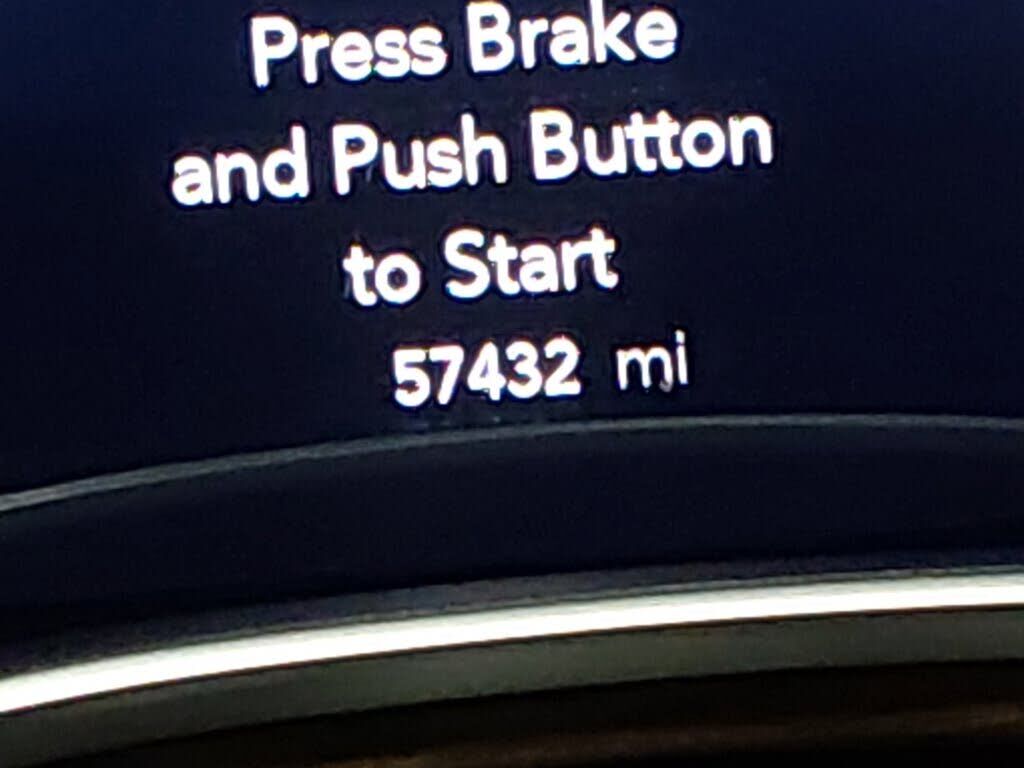 Press Brake
and Push Button
to Start
57432 mi